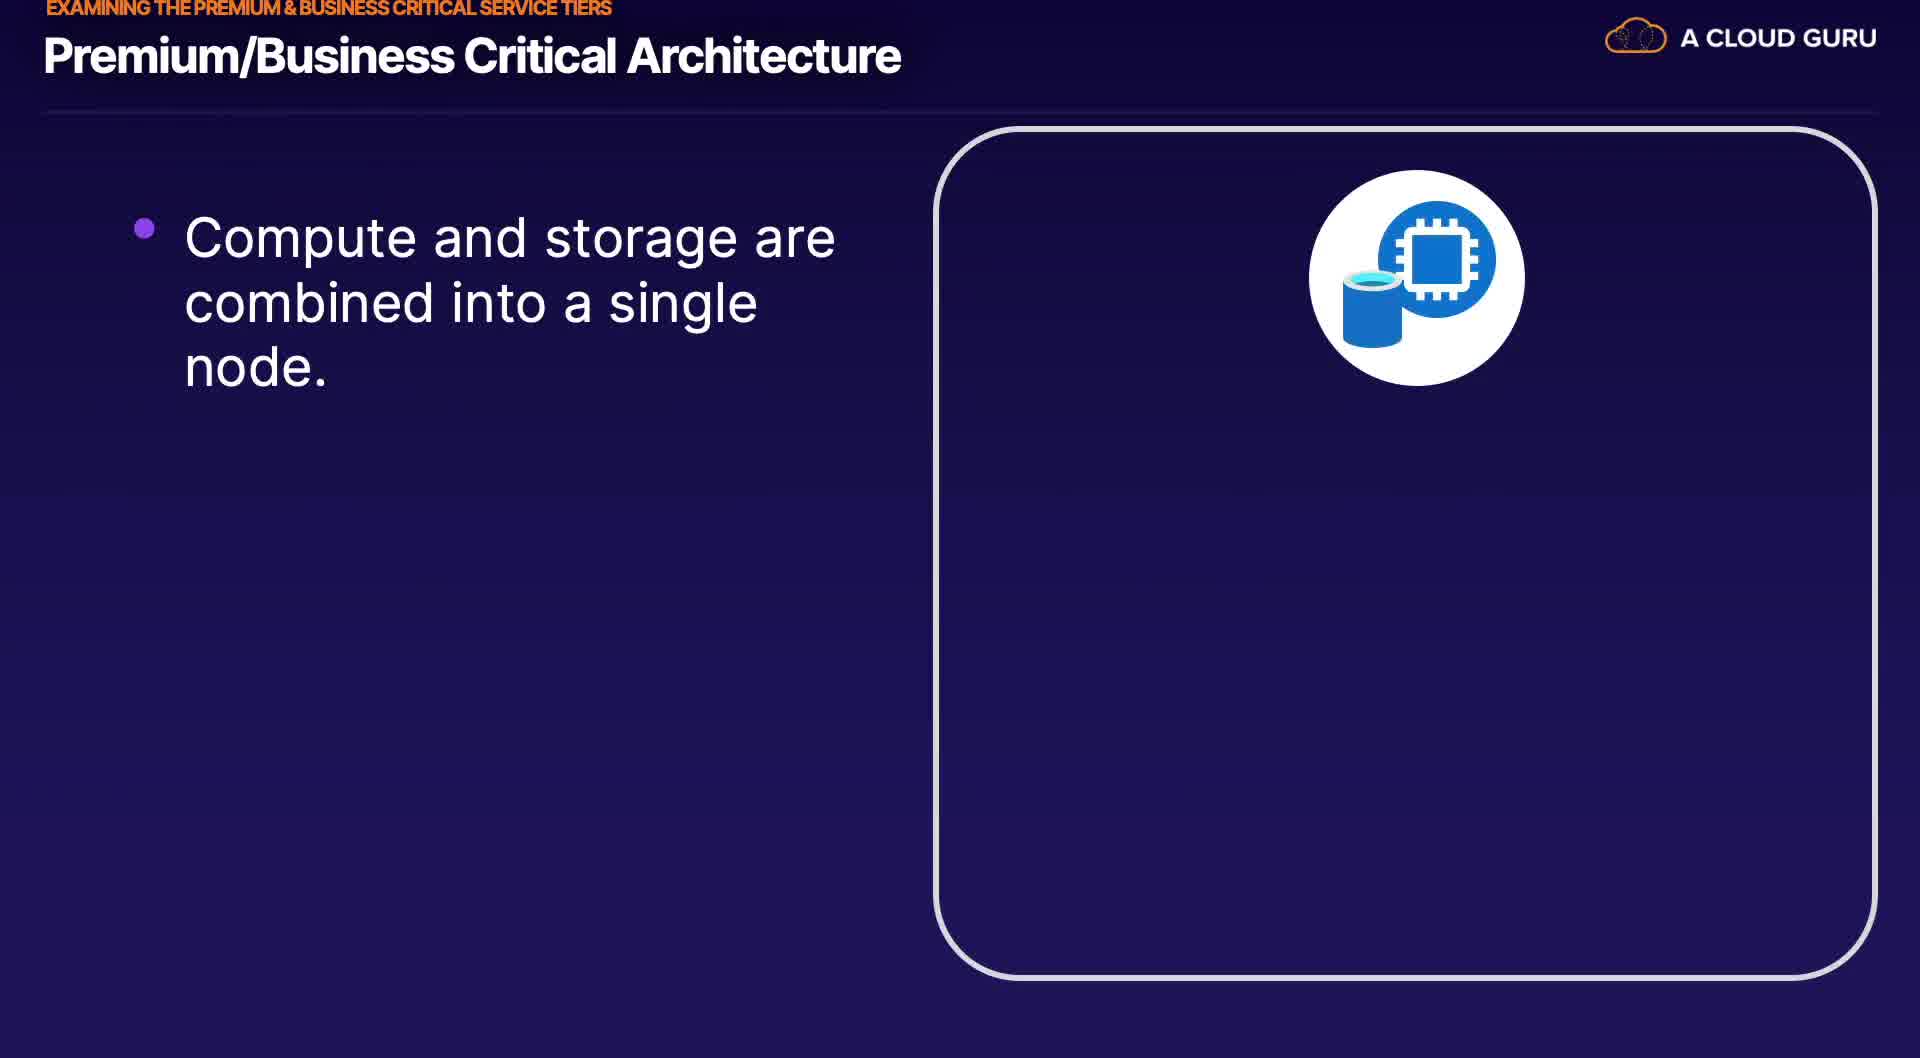 EXAMINING THE PREMIUM & BUSINESS CRITICAL SERVICE TIERS
Premium/Business Critical Architecture
A CLOUD GURU
Compute and storage are
combined into a single
node.